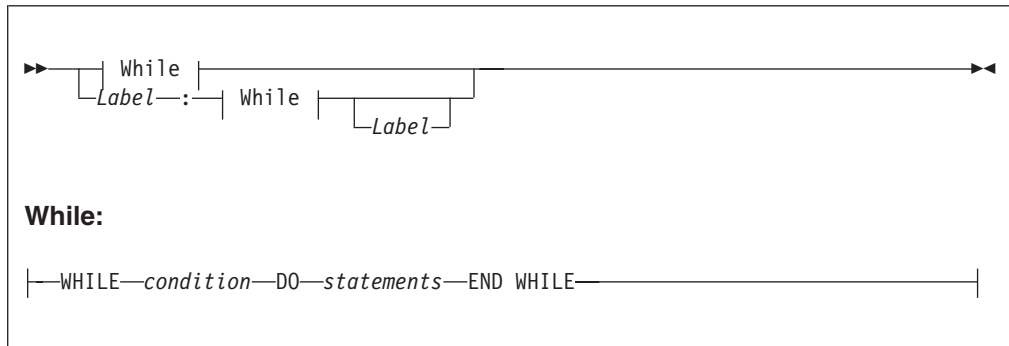 While
Label : While
Label
While:
WHILE condition DO statements END WHILE